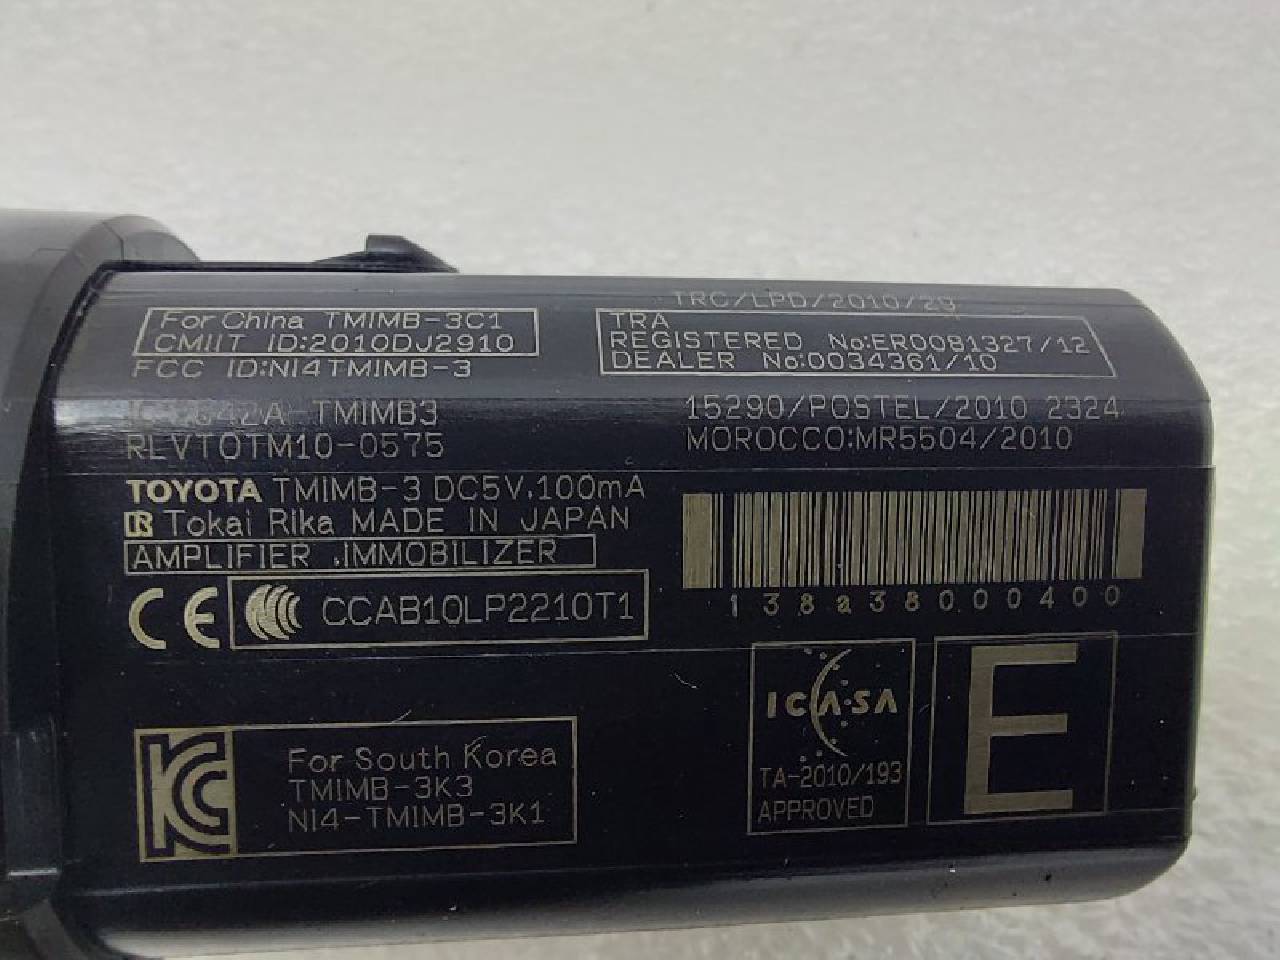 For China TMIMB-3C1
CMIIT ID:2010DJ2910
FCC ID:NI4TMIMB-3
TMIMB3
RLVTOTM10-0575
TOYOTA TMIMB-3 DC5V.100mA
Tokai Rika MADE IN JAPAN
AMPLIFIER .IMMOBILIZER
CE CCAB10LP2210T1
KC
For South Korea
TMIMB-3K3
NI4-TMIMB-3K1
TRC/LPD/2010/
TRA
REGISTERED No:ER0081327/12
DEALER No:0034361/10
15290/POSTEL/2010 2324
MOROCCO:MR5504/2010
138a38000400
ICASA
TA-2010/193
APPROVED
E